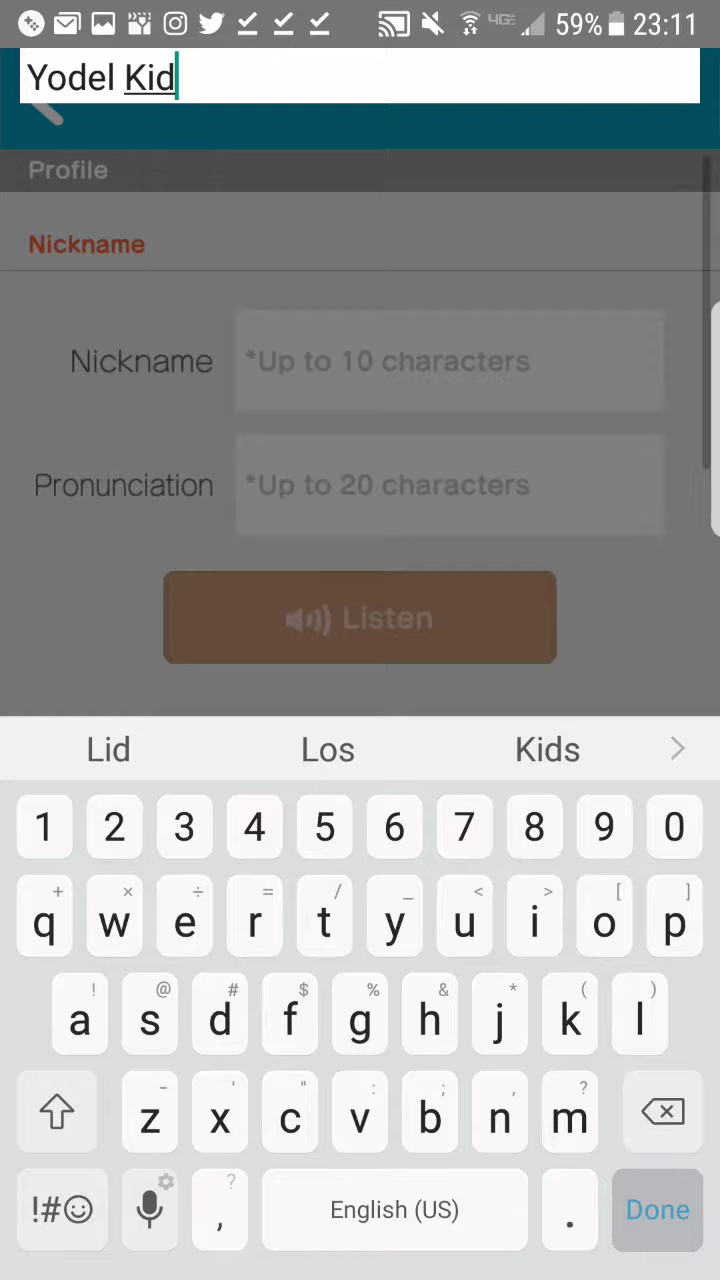 4GE 59% 23:11
Yodel Kid
Profile
Nickname
Nickname *Up to 10 characters
Pronunciation *Up to 20 characters
Listen
Lid Los Kids
1 2 3 4 5 6 7 8 9 0
+ × ÷ = / _ < > [ ]
q w e r t y u i o p
! @ # $ % & * ( )
a s d f g h j k l
- ' " : ; , ?
z x c v b n m
!# , ? English (US) . Done